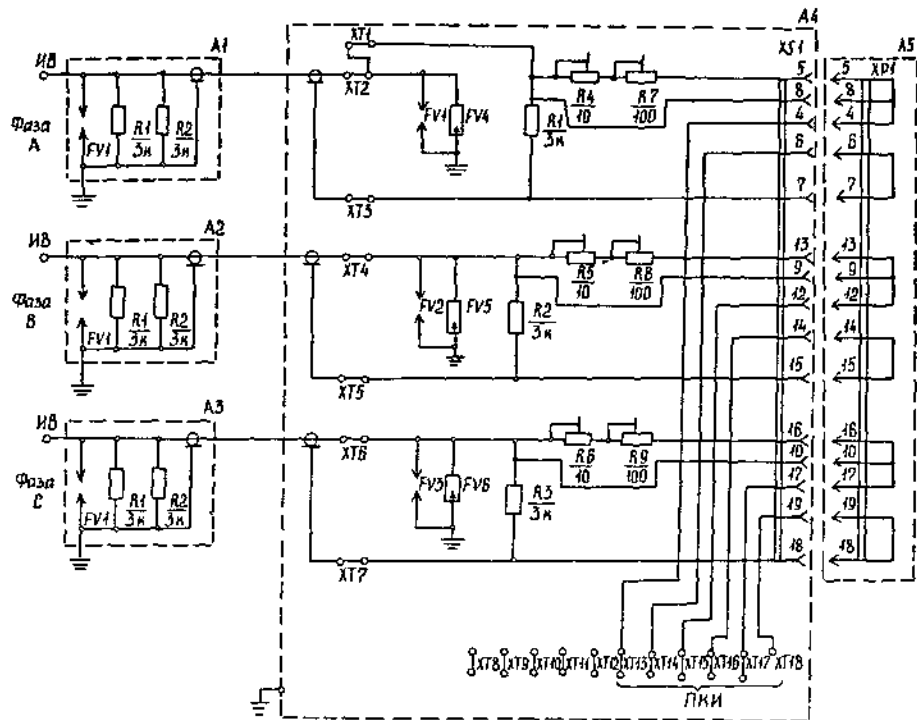 A4
A1
XT1
XS1
A5
ИВ
5
5
XP1
XT2
R4
10
R7
100
8
8
Фаза
A
FV1
R1
3к
R2
3к
FV1
FV4
R1
3к
4
4
6
6
XT3
7
7
A2
ИВ
13
13
XT4
R5
10
R8
100
9
9
Фаза
B
FV1
R1
3к
R2
3к
FV2
FV5
R2
3к
12
12
14
14
XT5
15
15
A3
ИВ
16
16
XT6
R6
10
R9
100
10
10
Фаза
C
FV1
R1
3к
R2
3к
FV3
FV6
R3
3к
17
17
19
19
XT7
18
18
XT8 XT9 XT10 XT11 XT12 XT13 XT14 XT15 XT16 XT17 XT18
ПКИ